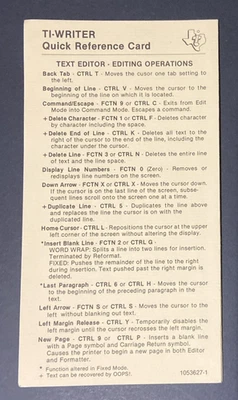 TI-WRITER
Quick Reference Card
TEXT EDITOR - EDITING OPERATIONS
Back Tab - CTRL T - Moves the cusor one tab setting to the left.
Beginning of Line - CTRL V - Moves the cursor to the beginning of the line on which it is located.
Command/Escape - FCTN 9 or CTRL C - Exits from Edit Mode into Command Mode. Escapes a command.
+ Delete Character - FCTN 1 or CTRL F - Deletes character by character including the space.
+ Delete End of Line - CTRL K - Deletes all text to the right of the cursor to the end of the line, including the character under the cursor.
+ Delete Line - FCTN 3 or CTRL N - Deletes the entire line of text and the line space.
Display Line Numbers - FCTN 0 (Zero) - Removes or redisplays line numbers on the screen.
Down Arrow - FCTN X or CTRL X - Moves the cursor down. If the cursor is on the last line of the screen, subsequent lines scroll onto the screen one at a time.
+ Duplicate Line - CTRL 5 - Duplicates the line above and replaces the line the cursor is on with the duplicated line.
Home Cursor - CTRL L - Repositions the cursor at the upper left corner of the screen without altering the display.
*Insert Blank Line - FCTN 2 or CTRL G -
WORD WRAP: Splits a line into two lines for insertion. Terminated by Reformat.
FIXED: Pushes the remainder of the line to the right during insertion. Text pushed past the right margin is deleted.
*Last Paragraph - CTRL 6 or CTRL H - Moves the cursor to the beginning of the preceding paragraph in the text.
Left Arrow - FCTN S or CTRL S - Moves the cursor to the left without blanking out text.
Left Margin Release - CTRL Y - Temporarily disables the left margin until the cursor recrosses the left margin.
New Page - CTRL 9 or CTRL P - Inserts a blank line with a Page symbol and Carriage Return symbol. Causes the printer to begin a new page in both Editor and Formatter.
* Function altered in Fixed Mode.
+ Text can be recovered by OOPS!.
1053627-1